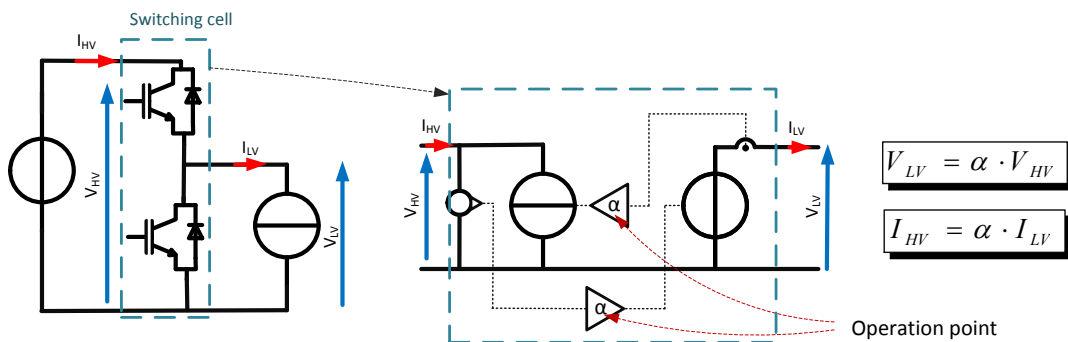 Switching cell
I_HV
V_HV
I_LV
V_LV
I_HV
V_HV
α
α
I_LV
V_LV
V_LV = α · V_HV
I_HV = α · I_LV
Operation point